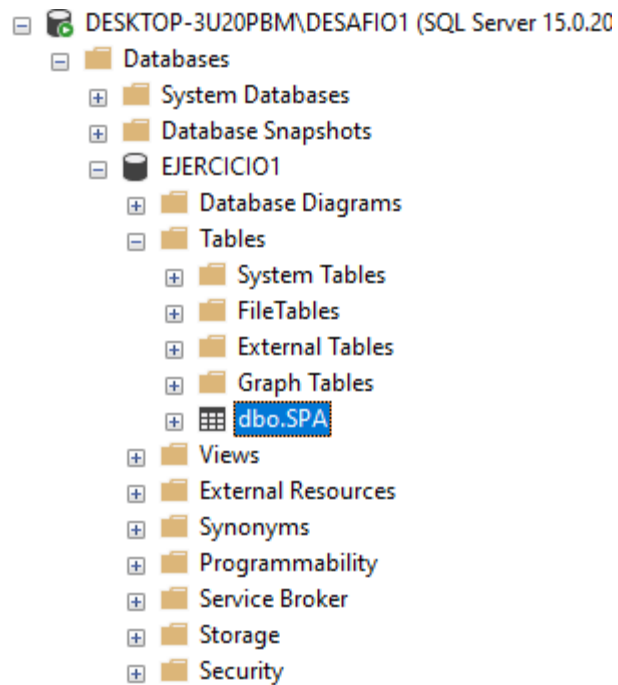 DESKTOP-3U20PBM\DESAFIO1 (SQL Server 15.0.20
Databases
System Databases
Database Snapshots
EJERCICIO1
Database Diagrams
Tables
System Tables
FileTables
External Tables
Graph Tables
dbo.SPA
Views
External Resources
Synonyms
Programmability
Service Broker
Storage
Security